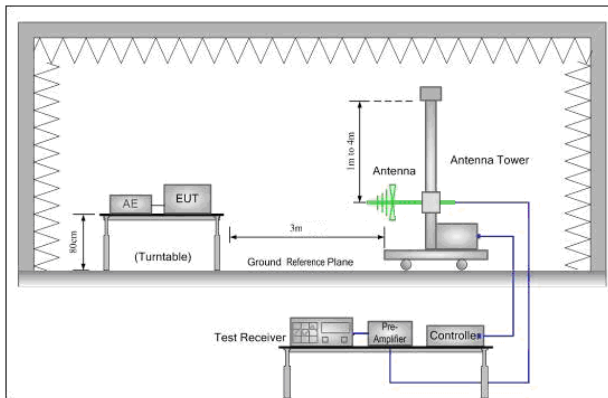 1m to 4m
Antenna
Antenna Tower
AE
EUT
80cm
(Turntable)
3m
Ground Reference Plane
Test Receiver
Pre-
Amplifier
Controller